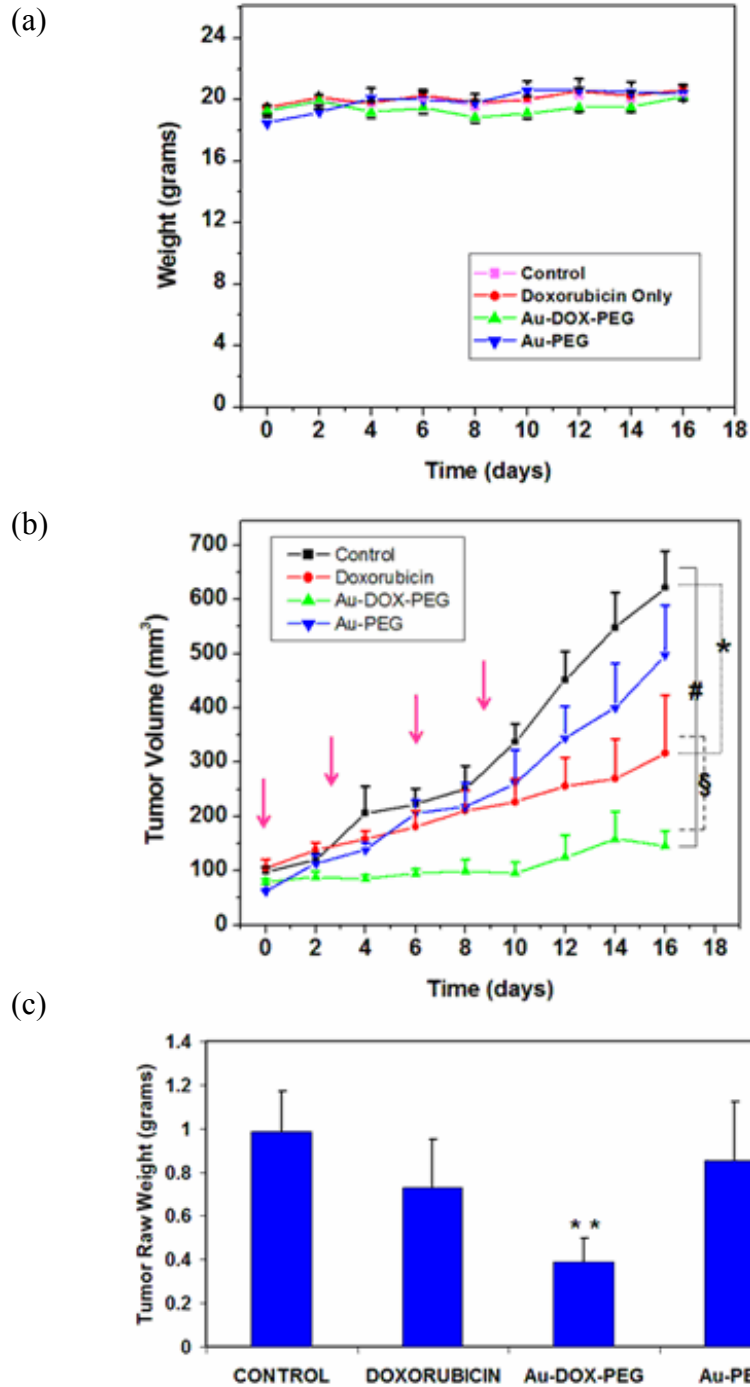 (a)
24
20
16
12
8
4
0
Weight (grams)
Control
Doxorubicin Only
Au-DOX-PEG
Au-PEG
0 2 4 6 8 10 12 14 16 18
Time (days)
(b)
700
600
500
400
300
200
100
0
Tumor Volume (mm³)
Control
Doxorubicin
Au-DOX-PEG
Au-PEG
*
#
§
0 2 4 6 8 10 12 14 16 18
Time (days)
(c)
1.4
1.2
1
0.8
0.6
0.4
0.2
0
Tumor Raw Weight (grams)
* *
CONTROL DOXORUBICIN Au-DOX-PEG Au-PE